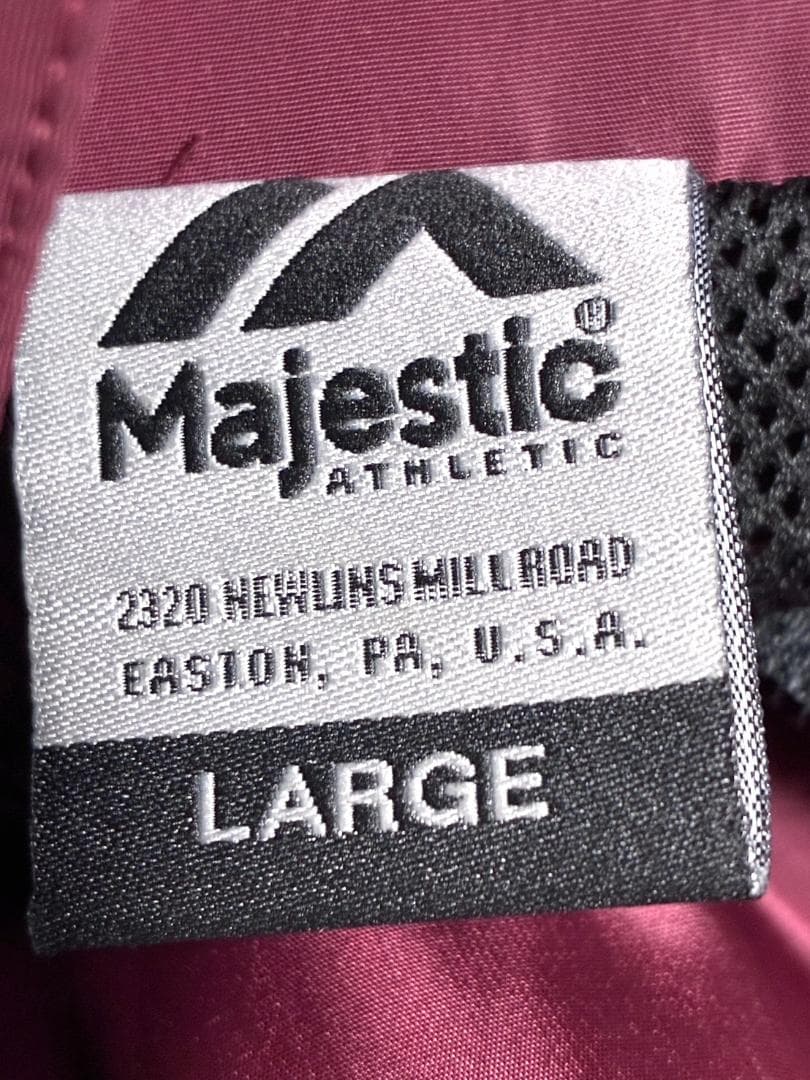 Majestic®
ATHLETIC
2320 NEWLINS MILL ROAD
EASTON, PA, U.S.A.
LARGE